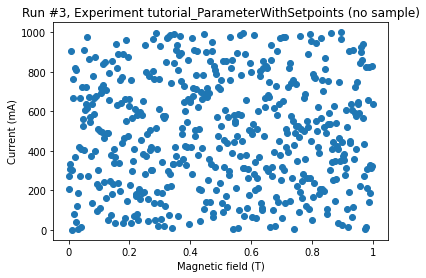 Run #3, Experiment tutorial_ParameterWithSetpoints (no sample)
1000
800
600
400
200
0
Current (mA)
0 0.2 0.4 0.6 0.8 1
Magnetic field (T)